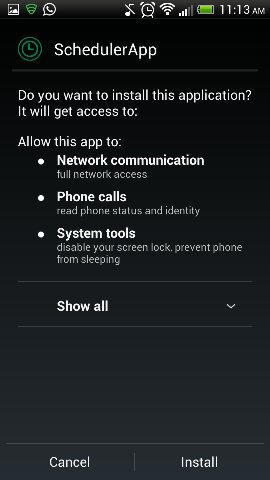 11:13 AM
SchedulerApp
Do you want to install this application?
It will get access to:
Allow this app to:
Network communication
full network access
Phone calls
read phone status and identity
System tools
disable your screen lock, prevent phone
from sleeping
Show all
Cancel
Install